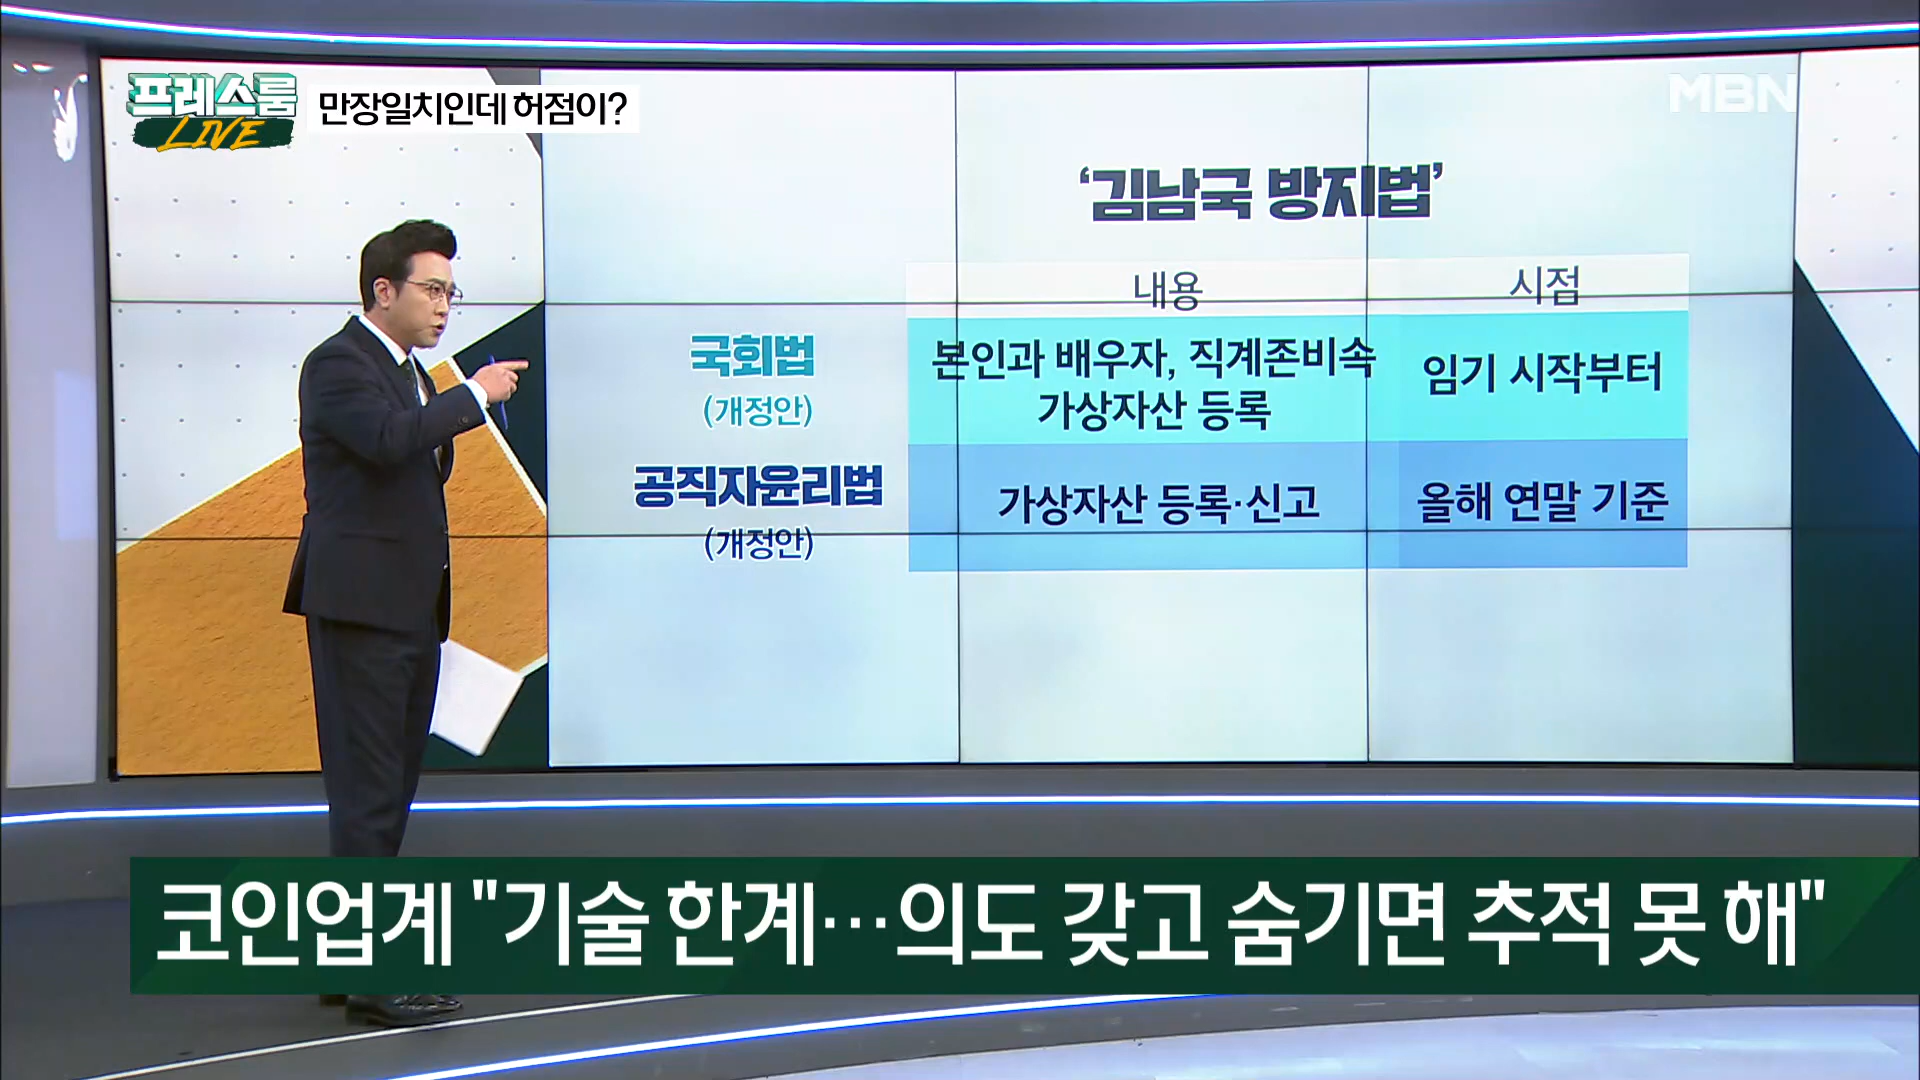 프레스룸
LIVE
만장일치인데 허점이?
MBN
‘김남국 방지법’
내용
시점
국회법
(개정안)
본인과 배우자, 직계존비속
가상자산 등록
임기 시작부터
공직자윤리법
(개정안)
가상자산 등록·신고
올해 연말 기준
코인업계 "기술 한계…의도 갖고 숨기면 추적 못 해"